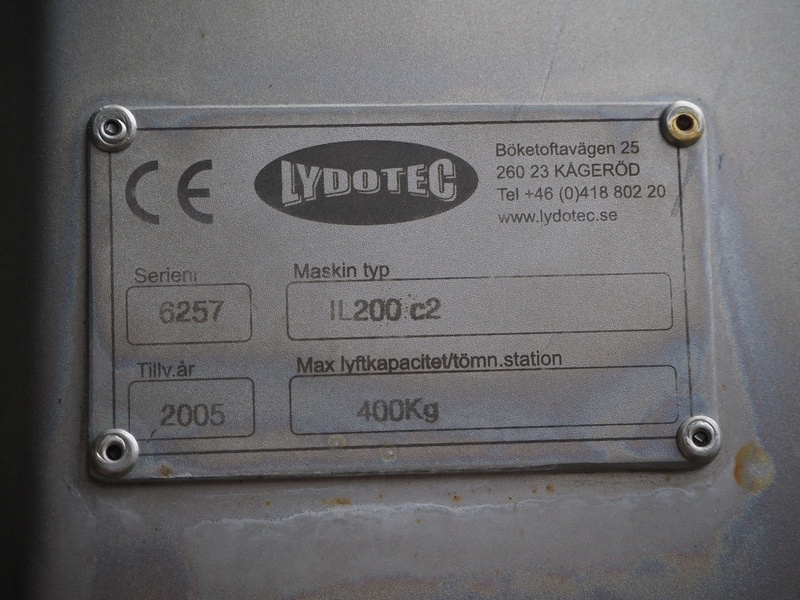 CE
LYDOTEC
Böketoftavägen 25
260 23 KÅGERÖD
Tel +46 (0)418 802 20
www.lydotec.se
Serienr
6257
Maskin typ
IL200 c2
Tillv.år
2005
Max lyftkapacitet/tömn.station
400Kg